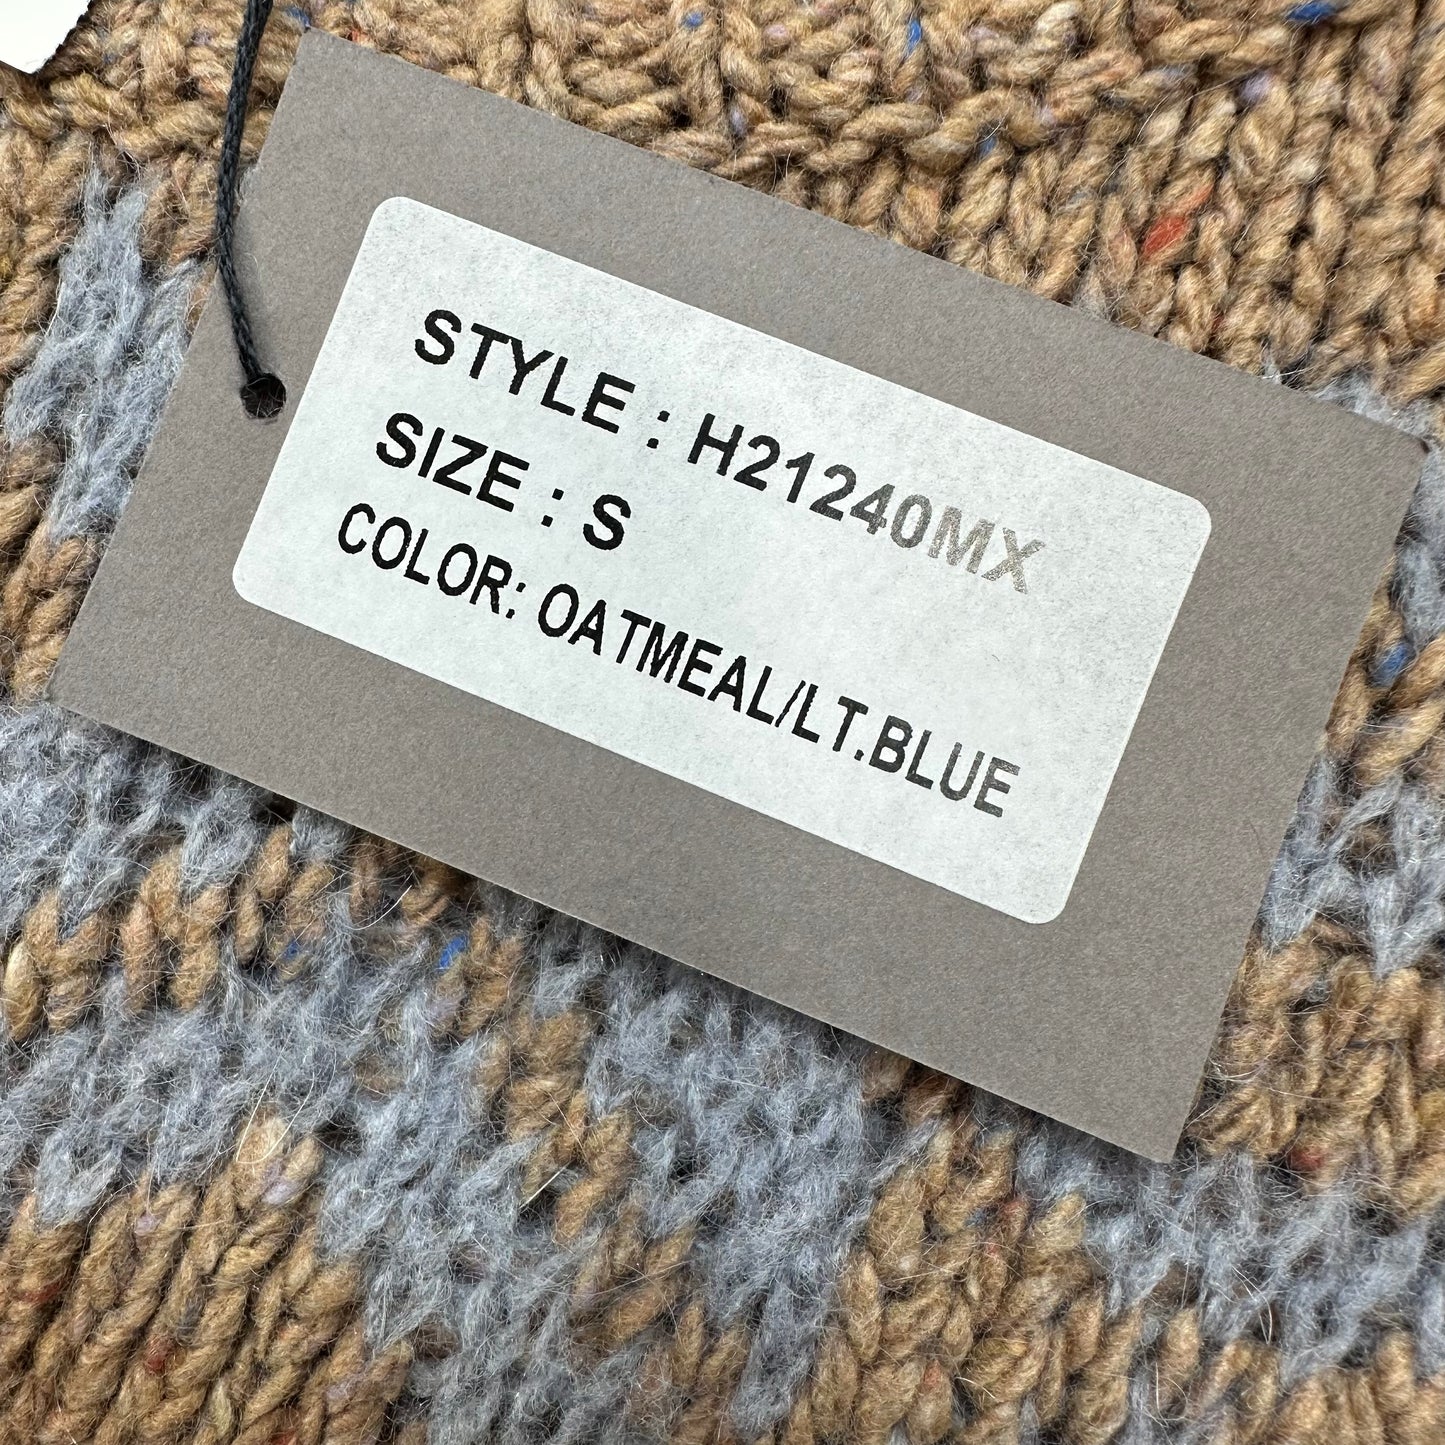 STYLE : H21240MX
SIZE : S
COLOR: OATMEAL/LT.BLUE